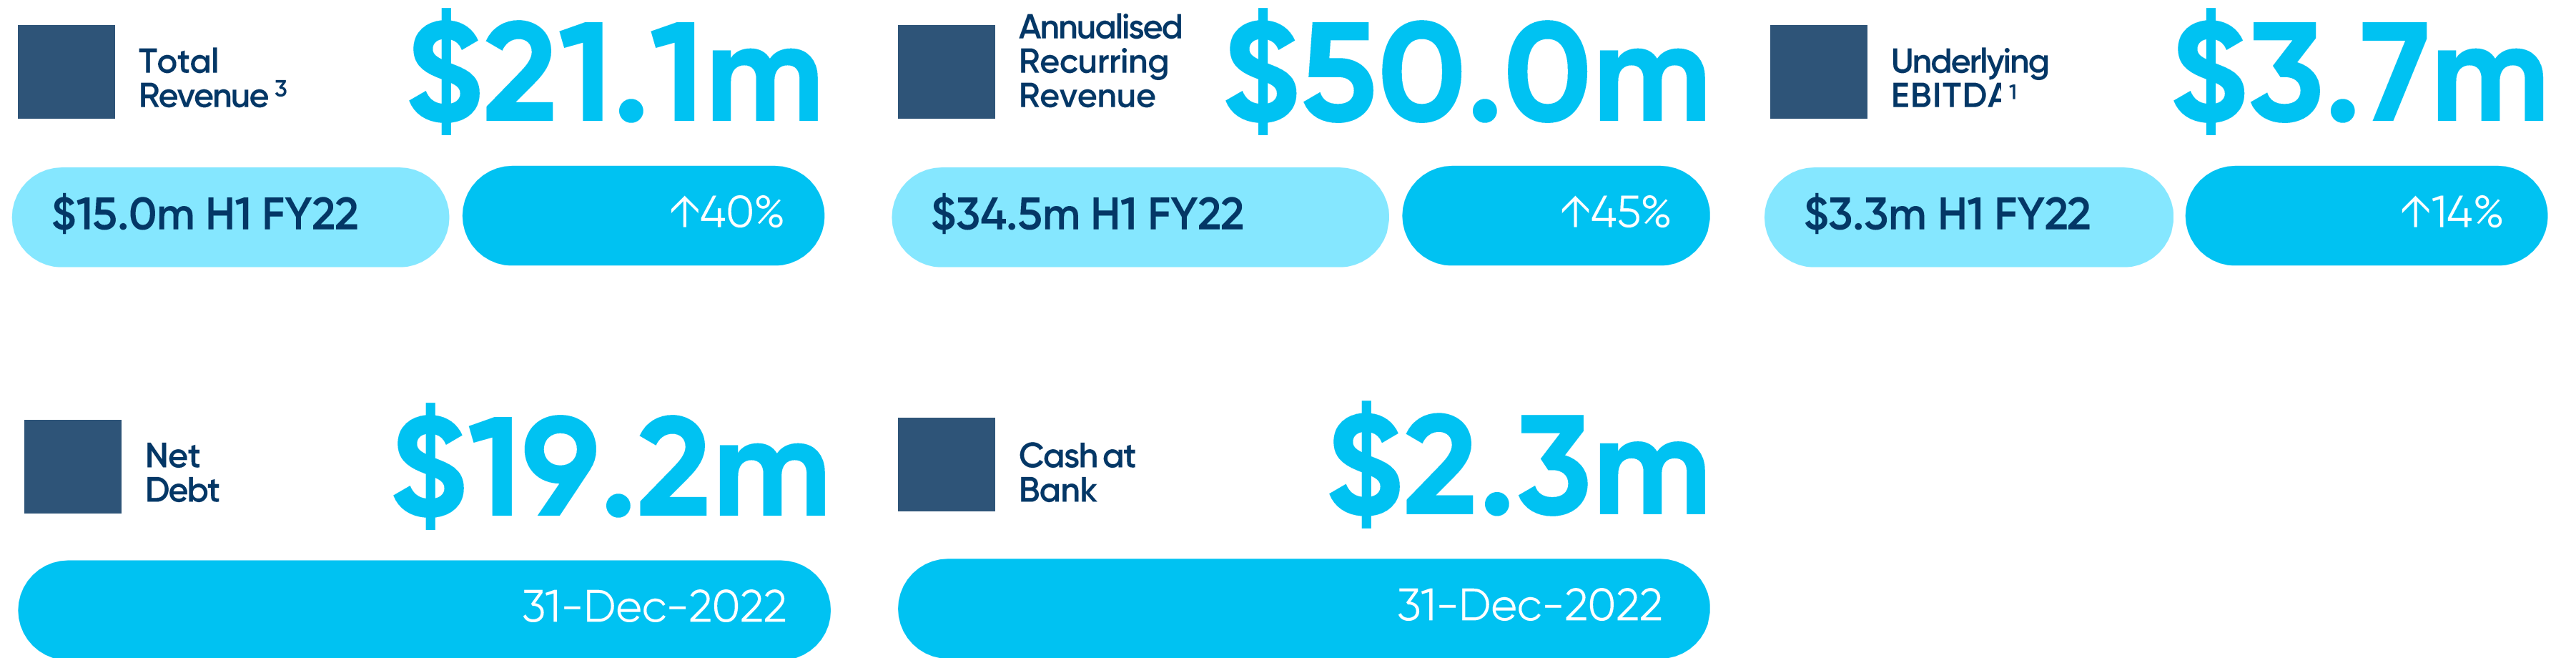 Total
Revenue 3
$21.1m
$15.0m H1 FY22
↑40%
Annualised
Recurring
Revenue
$50.0m
$34.5m H1 FY22
↑45%
Underlying
EBITDA 1
$3.7m
$3.3m H1 FY22
↑14%
Net
Debt
$19.2m
31-Dec-2022
Cash at
Bank
$2.3m
31-Dec-2022